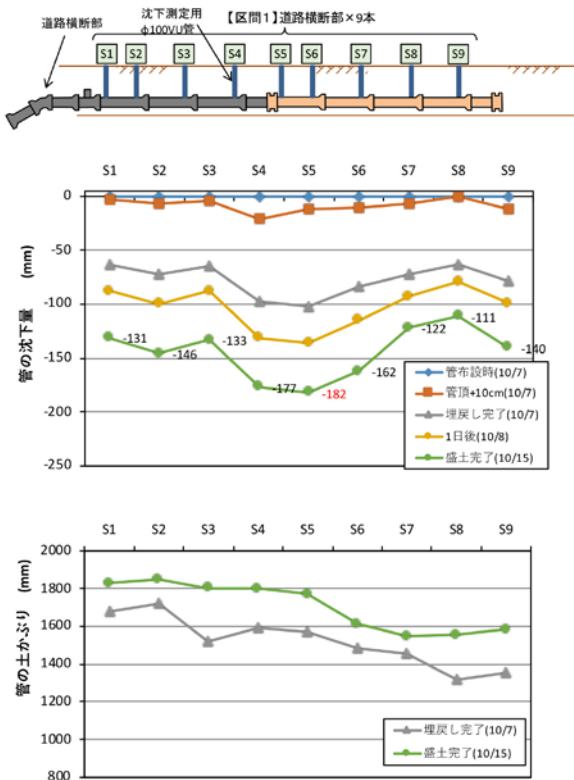 【区間1】道路横断部×9本
沈下測定用
φ100VU管
道路横断部
S1 S2 S3 S4 S5 S6 S7 S8 S9
S1 S2 S3 S4 S5 S6 S7 S8 S9
管の沈下量 (mm)
0
-50
-100
-150
-200
-250
-131
-146
-133
-177
-182
-162
-122
-111
-140
管布設時(10/7)
管頂+10cm(10/7)
埋戻し完了(10/7)
1日後(10/8)
盛土完了(10/15)
S1 S2 S3 S4 S5 S6 S7 S8 S9
管の土かぶり (mm)
2000
1800
1600
1400
1200
1000
800
埋戻し完了(10/7)
盛土完了(10/15)